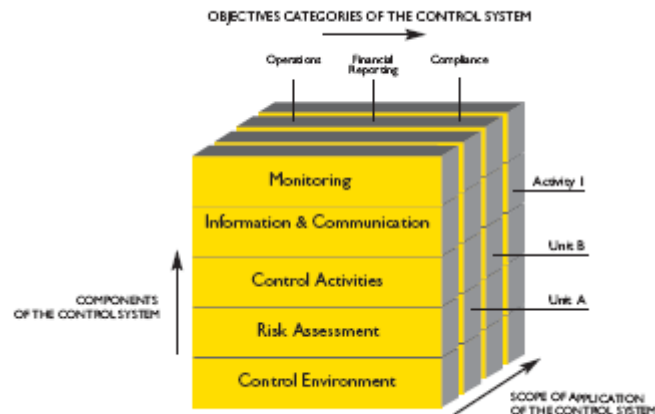 OBJECTIVES CATEGORIES OF THE CONTROL SYSTEM
Operations
Financial
Reporting
Compliance
Monitoring
Activity 1
Information & Communication
Unit B
Control Activities
Unit A
COMPONENTS
OF THE CONTROL SYSTEM
Risk Assessment
Control Environment
SCOPE OF APPLICATION
OF THE CONTROL SYSTEM